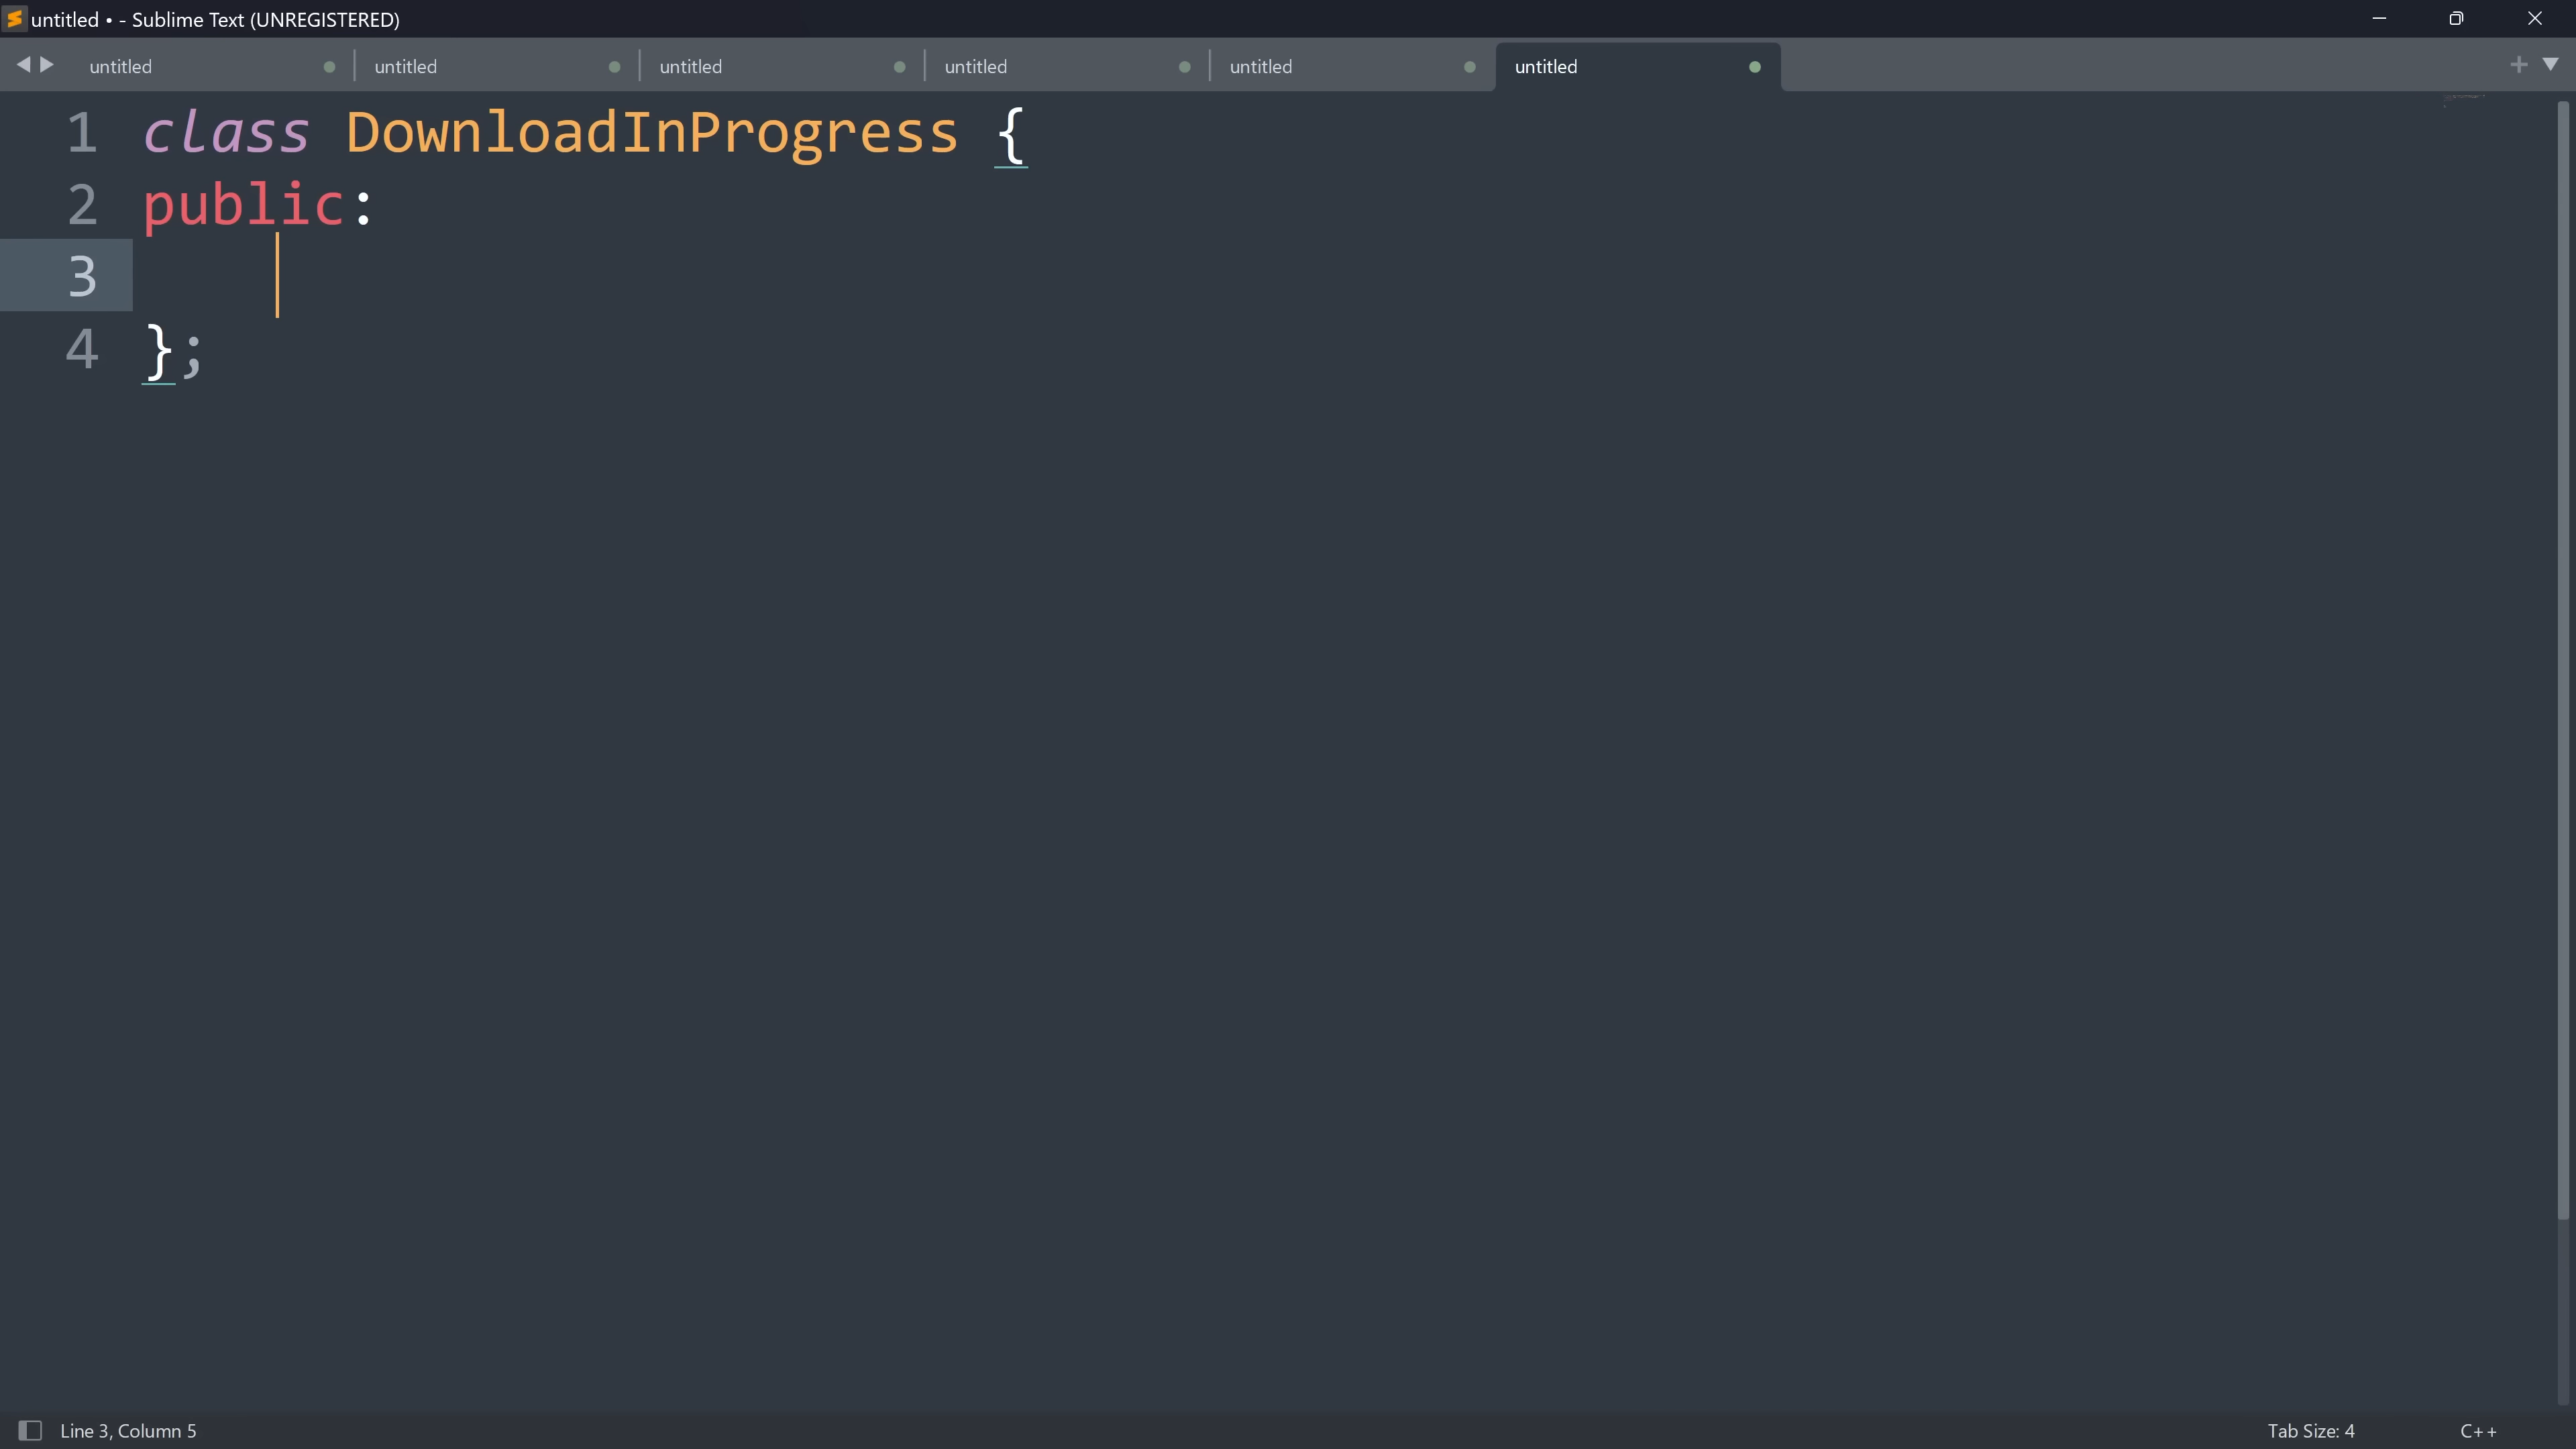 untitled • - Sublime Text (UNREGISTERED)
untitled untitled untitled untitled untitled untitled
1 class DownloadInProgress {
2 public:
3
4 };
Line 3, Column 5 Tab Size: 4 C++